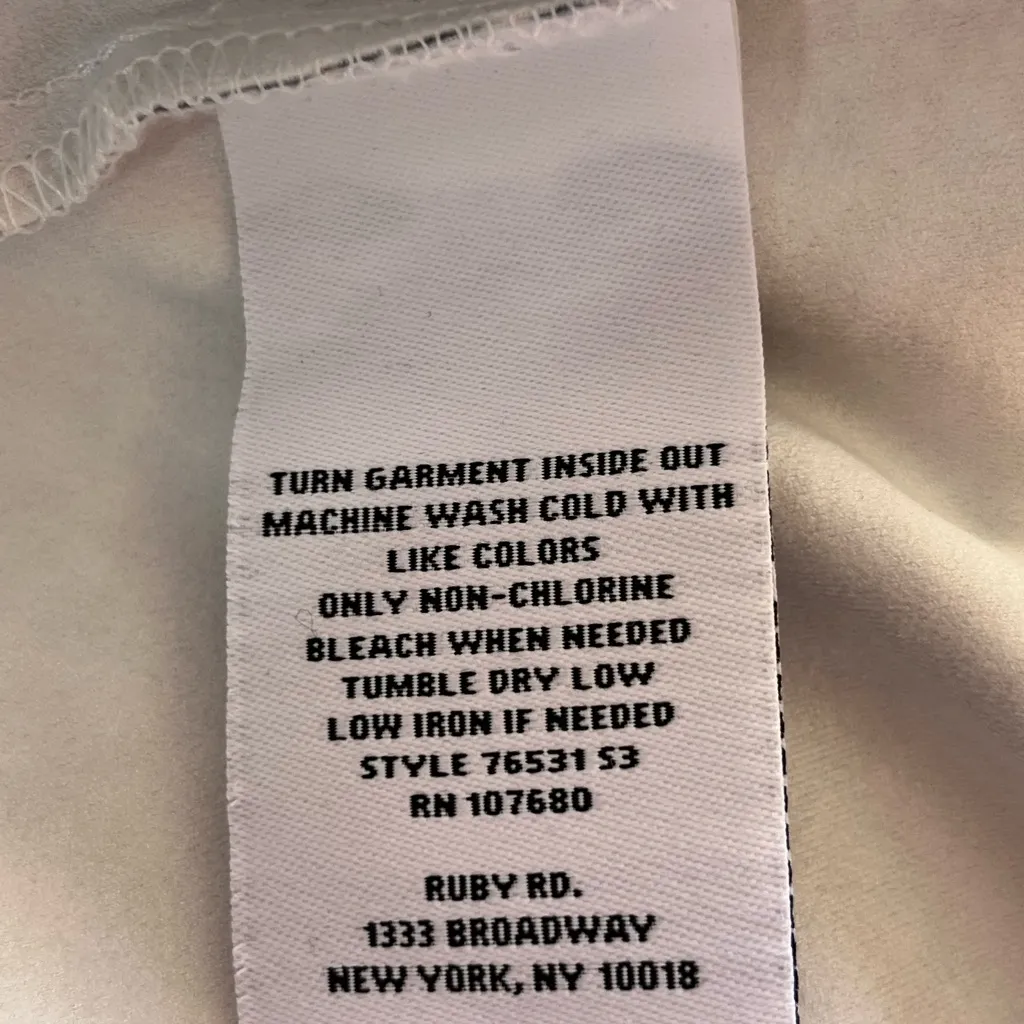 TURN GARMENT INSIDE OUT
MACHINE WASH COLD WITH
LIKE COLORS
ONLY NON-CHLORINE
BLEACH WHEN NEEDED
TUMBLE DRY LOW
LOW IRON IF NEEDED
STYLE 76531 S3
RN 107680
RUBY RD.
1333 BROADWAY
NEW YORK, NY 10018